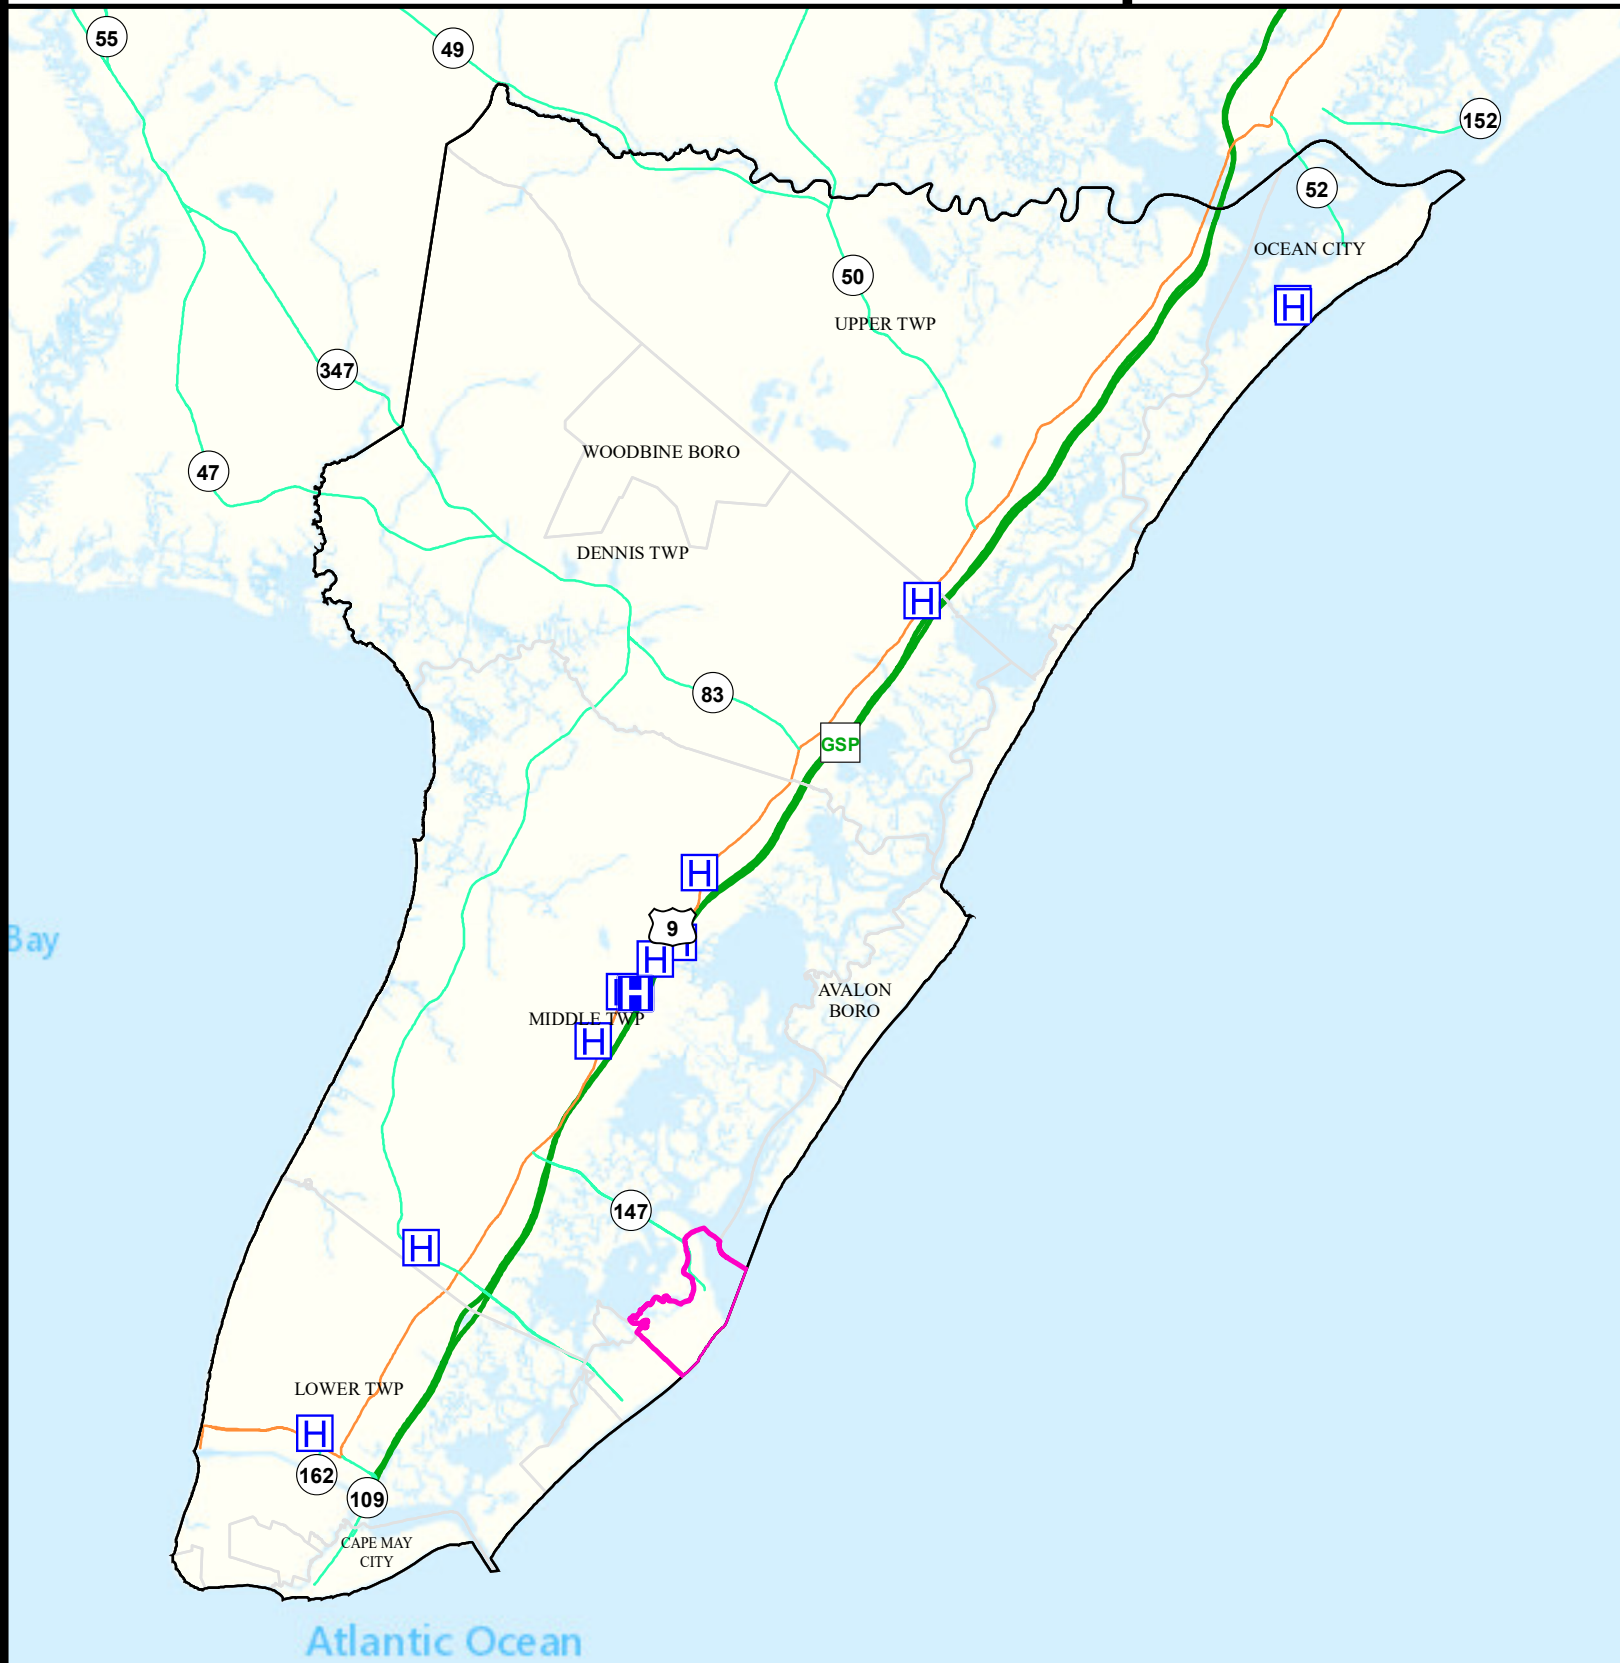 55
49
152
52
OCEAN CITY
50
H
UPPER TWP
347
WOODBINE BORO
47
DENNIS TWP
H
83
GSP
H
9
H
H
AVALON
BORO
MIDDLE TWP
H
147
H
LOWER TWP
H
162
109
CAPE MAY
CITY
Bay
Atlantic Ocean